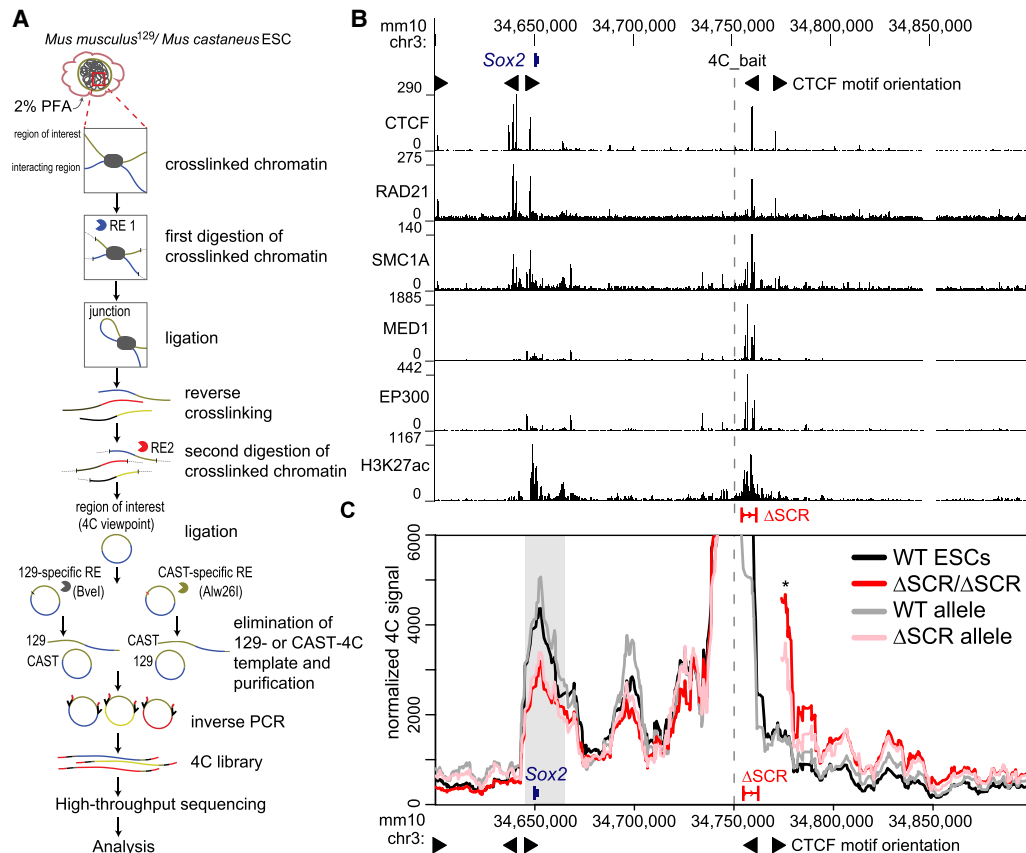 A
Mus musculus129/ Mus castaneus ESC
2% PFA
region of interest
interacting region
crosslinked chromatin
RE 1
first digestion of
crosslinked chromatin
junction
ligation
reverse
crosslinking
RE2
second digestion of
crosslinked chromatin
region of interest
(4C viewpoint)
ligation
129-specific RE
(BveI)
CAST-specific RE
(Alw26I)
129
CAST
CAST
129
elimination of
129- or CAST-4C
template and
purification
inverse PCR
4C library
High-throughput sequencing
Analysis
B
mm10
chr3:
34,650,000
34,700,000
34,750,000
34,800,000
34,850,000
Sox2
4C_bait
CTCF motif orientation
290
CTCF
0
275
RAD21
0
140
SMC1A
0
1885
MED1
0
442
EP300
0
1167
H3K27ac
0
ΔSCR
C
normalized 4C signal
6000
4000
2000
0
*
WT ESCs
ΔSCR/ΔSCR
WT allele
ΔSCR allele
Sox2
ΔSCR
mm10
chr3:
34,650,000
34,700,000
34,750,000
34,800,000
34,850,000
CTCF motif orientation